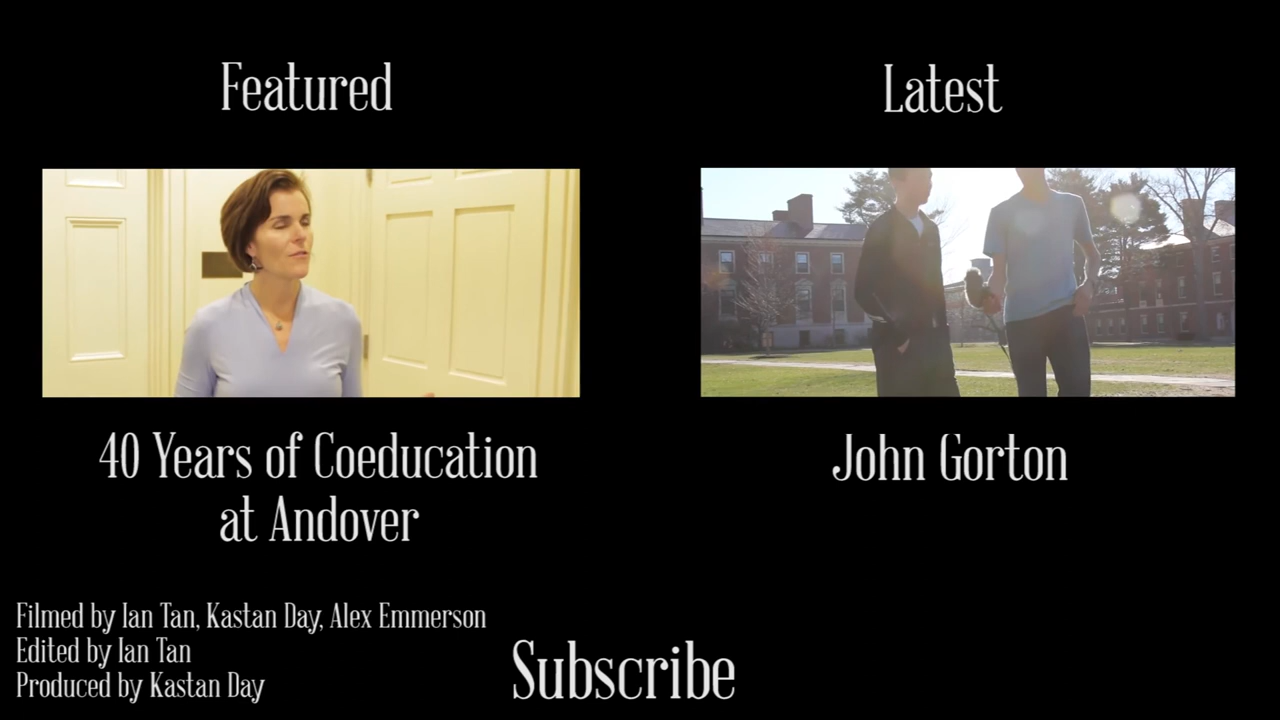 Featured
Latest
40 Years of Coeducation
at Andover
John Gorton
Filmed by Ian Tan, Kastan Day, Alex Emmerson
Edited by Ian Tan
Produced by Kastan Day
Subscribe